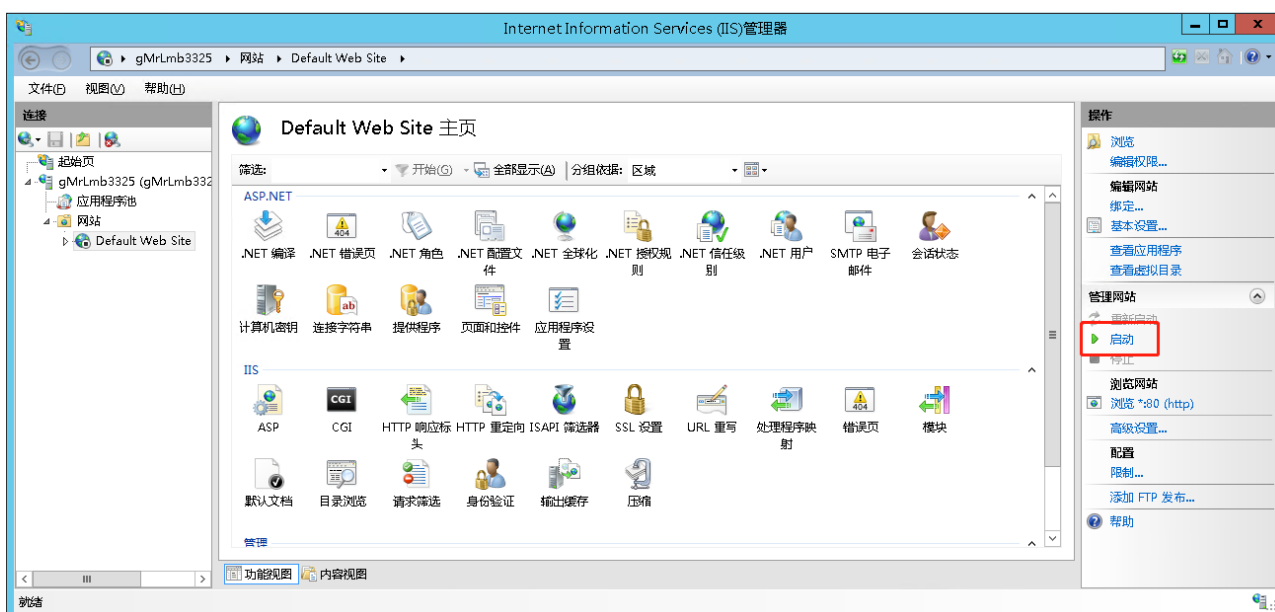 Internet Information Services (IIS)管理器
gMrLmb3325 网站 Default Web Site
文件(F) 视图(V) 帮助(H)
连接
起始页
gMrLmb3325 (gMrLmb332
应用程序池
网站
Default Web Site
Default Web Site 主页
筛选: 开始(G) 全部显示(A) 分组依据: 区域
ASP.NET
.NET 编译 .NET 错误页 .NET 角色 .NET 配置文 .NET 全球化 .NET 授权规 .NET 信任级 .NET 用户 SMTP 电子 会话状态
件 则 别 邮件
计算机密钥 连接字符串 提供程序 页面和控件 应用程序设
置
IIS
ASP CGI HTTP 响应标 HTTP 重定向 ISAPI 筛选器 SSL 设置 URL 重写 处理程序映 错误页 模块
头 射
默认文档 目录浏览 请求筛选 身份验证 输出缓存 压缩
管理
功能视图 内容视图
就绪
操作
浏览
编辑权限...
编辑网站
绑定...
基本设置...
查看应用程序
查看虚拟目录
管理网站
重新启动
启动
停止
浏览网站
浏览 *:80 (http)
高级设置...
配置
限制...
添加 FTP 发布...
帮助